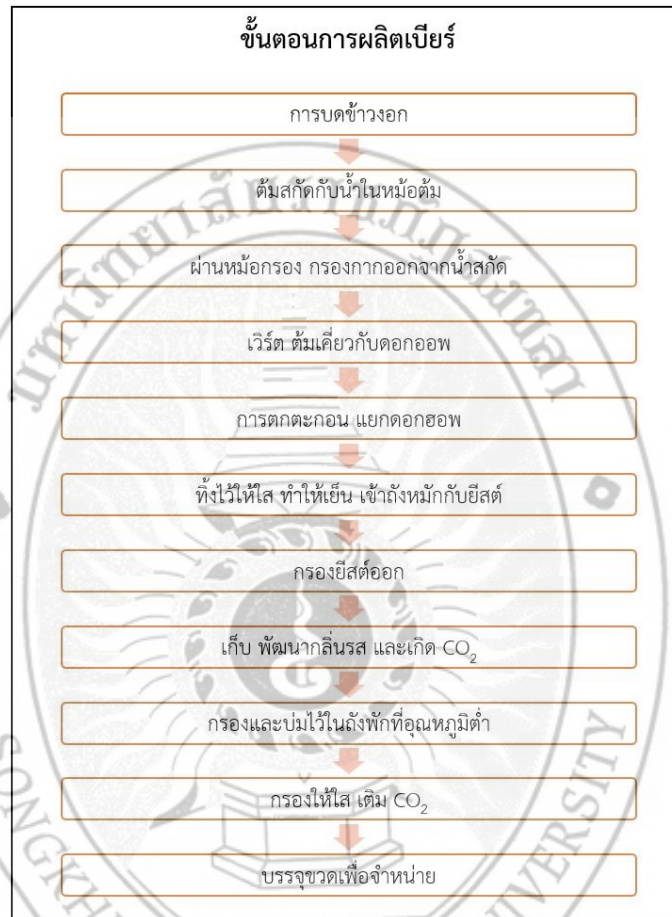 ขั้นตอนการผลิตเบียร์
การบดข้าวงอก
ต้มสกัดกับน้ำในหม้อต้ม
ผ่านหม้อกรอง กรองกากออกจากน้ำสกัด
เวิร์ต ต้มเคี่ยวกับดอกออพ
การตกตะกอน แยกดอกฮอพ
ทิ้งไว้ให้ใส ทำให้เย็น เข้าถังหมักกับยีสต์
กรองยีสต์ออก
เก็บ พัฒนากลิ่นรส และเกิด CO₂
กรองและบ่มไว้ในถังพักที่อุณหภูมิต่ำ
กรองให้ใส เติม CO₂
บรรจุขวดเพื่อจำหน่าย